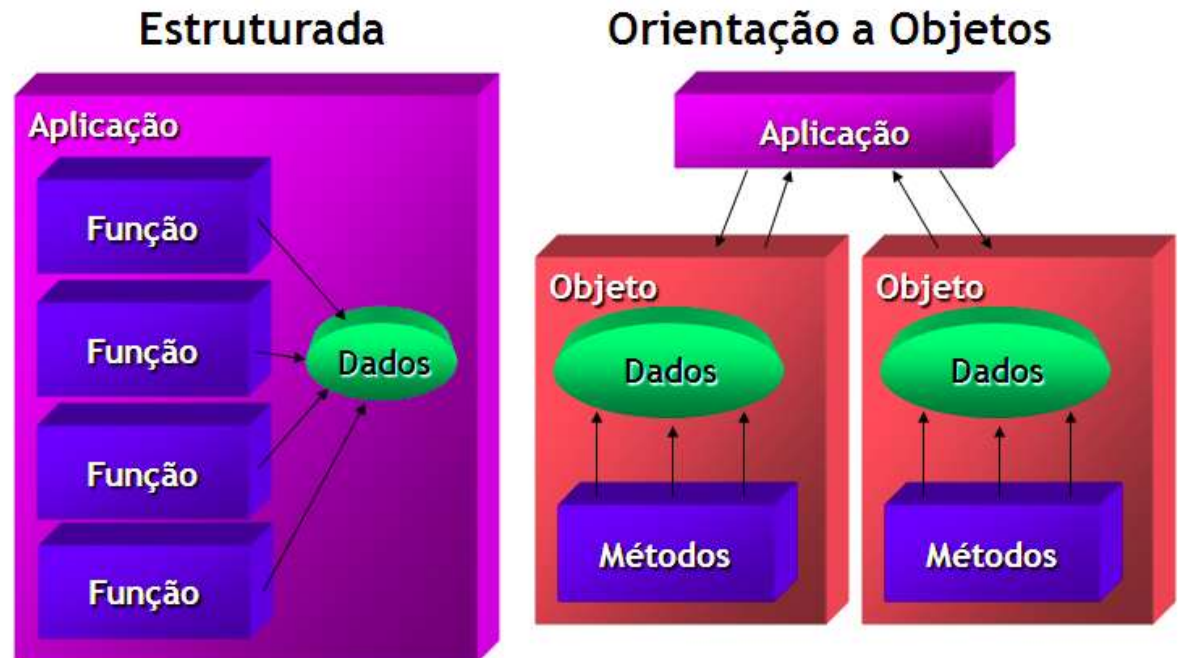 Estruturada
Aplicação
Função
Função
Função
Função
Dados
Orientação a Objetos
Aplicação
Objeto
Dados
Métodos
Objeto
Dados
Métodos